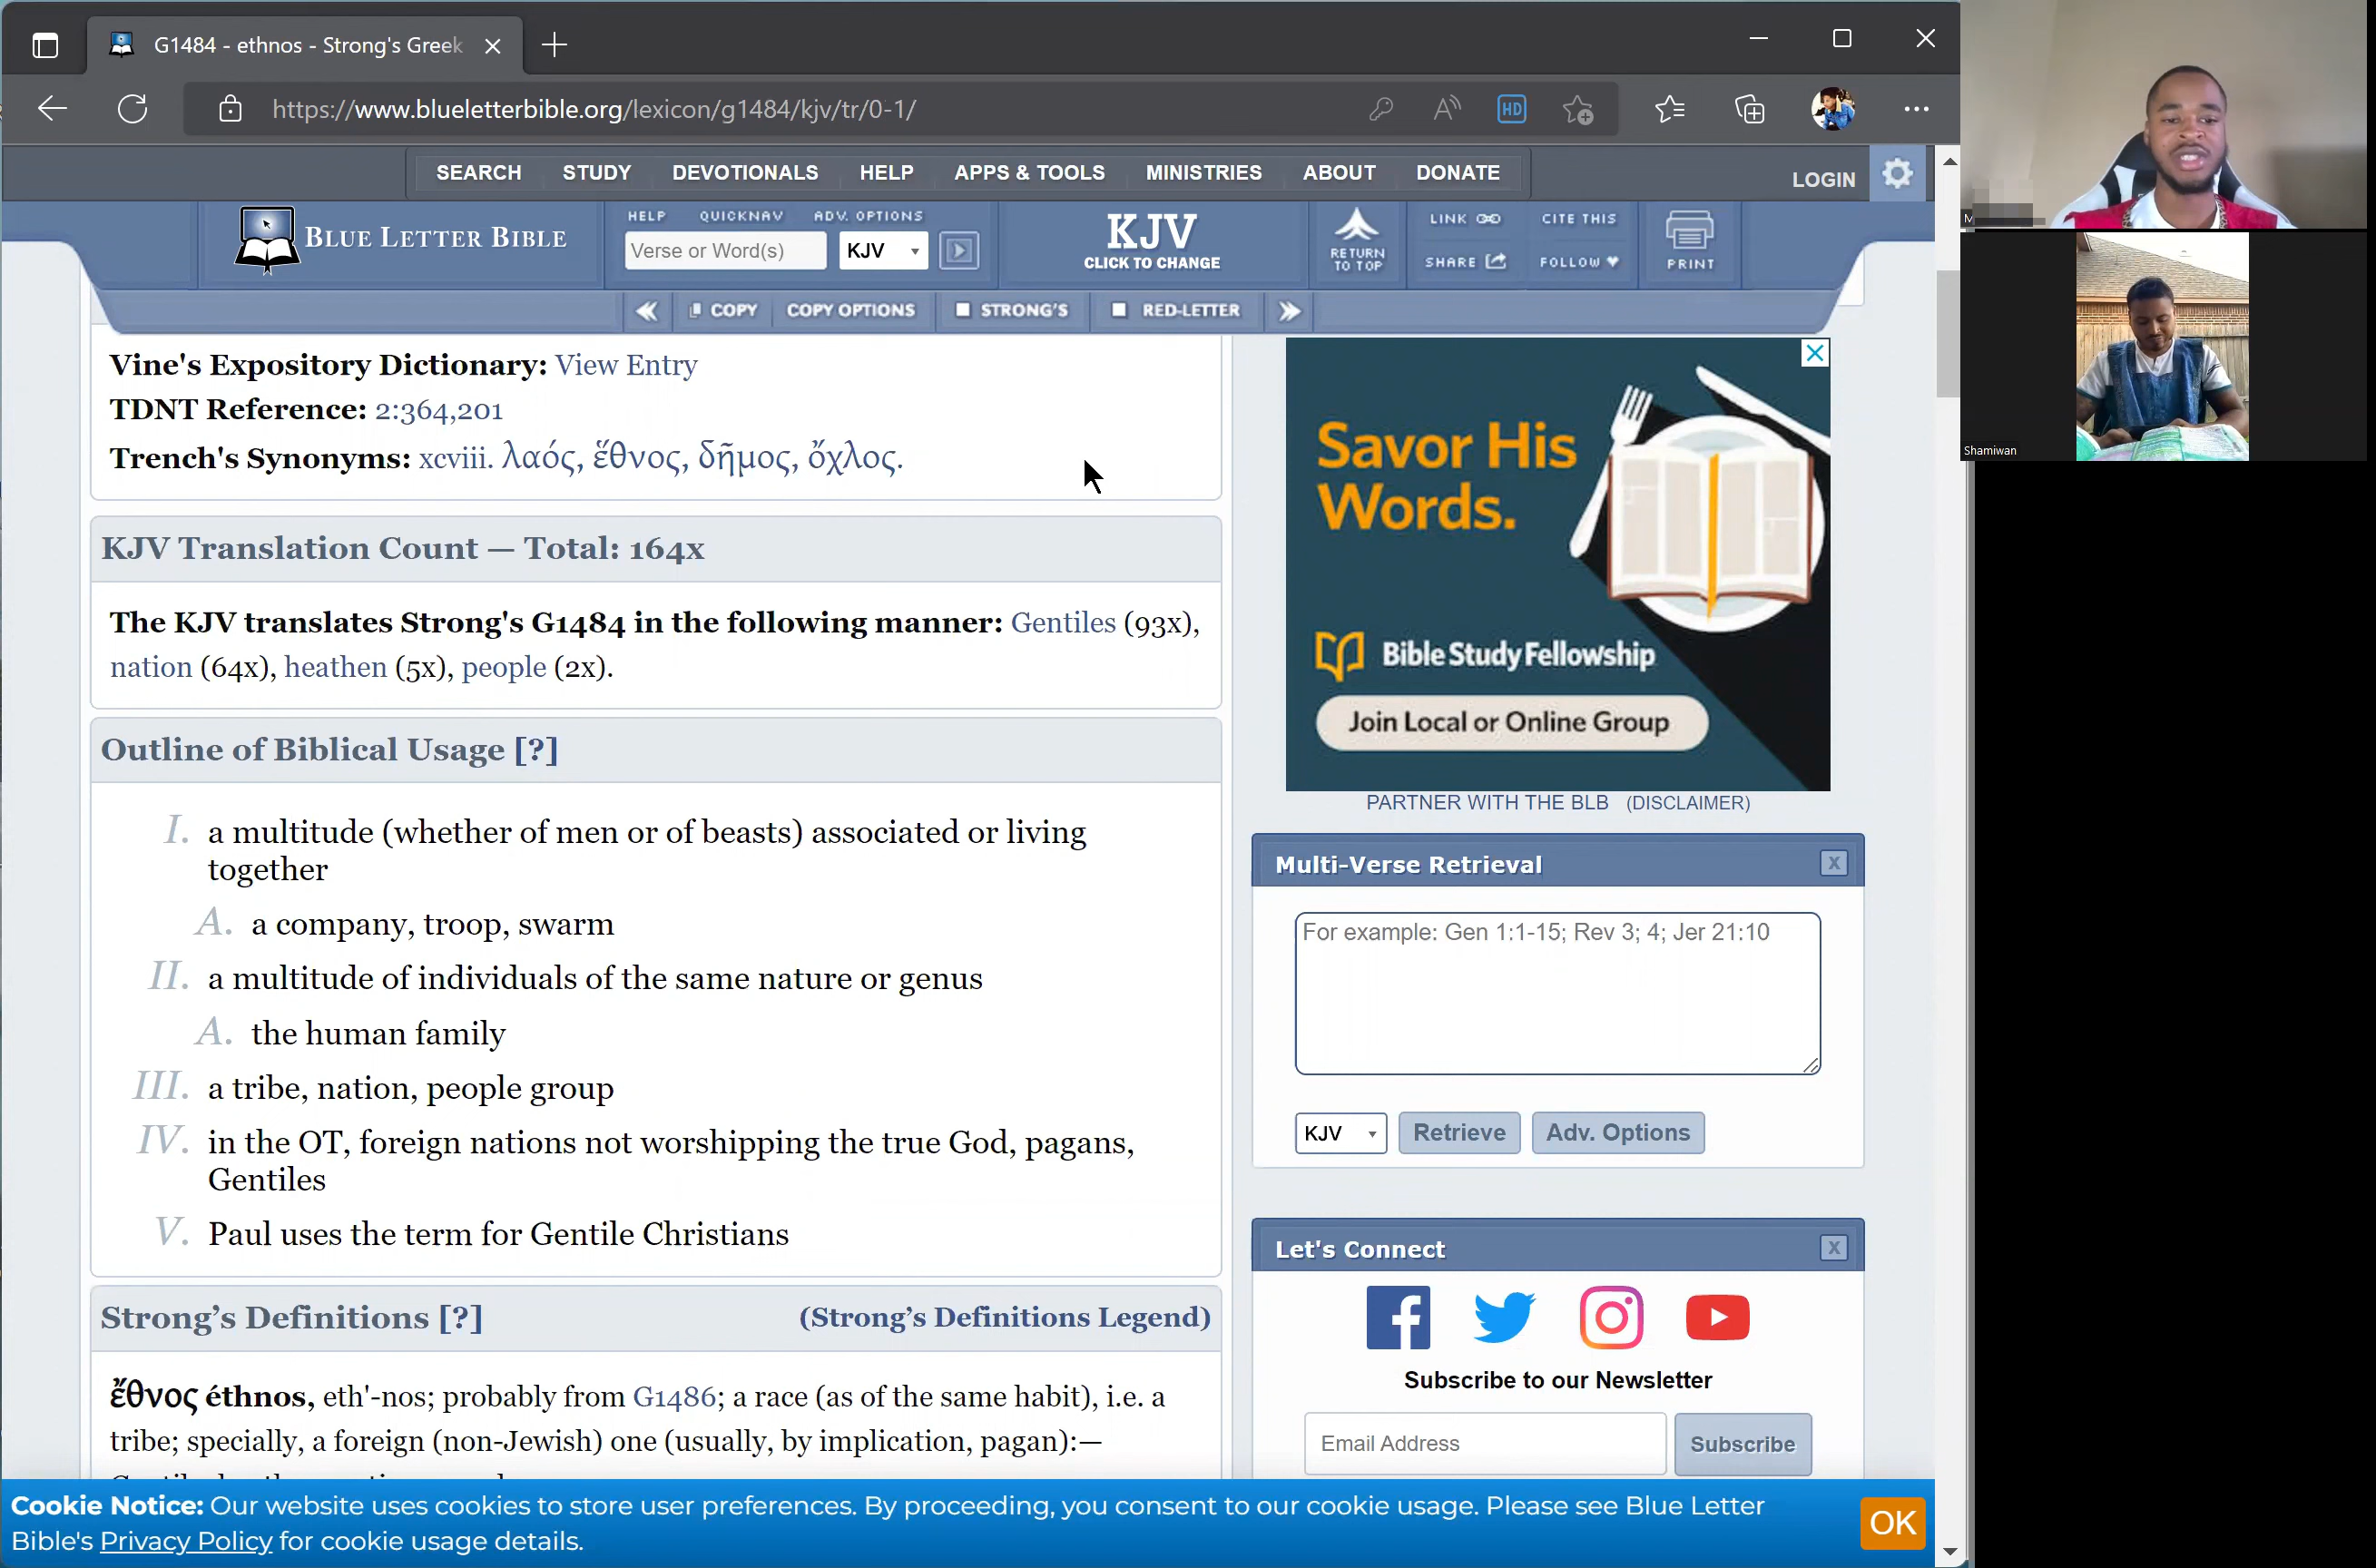 G1484 - ethnos - Strong's Greek
https://www.blueletterbible.org/lexicon/g1484/kjv/tr/0-1/
HD
SEARCH STUDY DEVOTIONALS HELP APPS & TOOLS MINISTRIES ABOUT DONATE
LOGIN
BLUE LETTER BIBLE
HELP QUICKNAV ADV. OPTIONS
Verse or Word(s) KJV
KJV
CLICK TO CHANGE
RETURN
TO TOP
LINK CITE THIS
SHARE FOLLOW
PRINT
COPY COPY OPTIONS STRONG'S RED-LETTER
Vine's Expository Dictionary: View Entry
TDNT Reference: 2:364,201
Trench's Synonyms: xcviii. λαός, ἔθνος, δῆμος, ὄχλος.
KJV Translation Count — Total: 164x
The KJV translates Strong's G1484 in the following manner: Gentiles (93x),
nation (64x), heathen (5x), people (2x).
Outline of Biblical Usage [?]
I. a multitude (whether of men or of beasts) associated or living
together
A. a company, troop, swarm
II. a multitude of individuals of the same nature or genus
A. the human family
III. a tribe, nation, people group
IV. in the OT, foreign nations not worshipping the true God, pagans,
Gentiles
V. Paul uses the term for Gentile Christians
Strong’s Definitions [?] (Strong’s Definitions Legend)
ἔθνος éthnos, eth'-nos; probably from G1486; a race (as of the same habit), i.e. a
tribe; specially, a foreign (non-Jewish) one (usually, by implication, pagan):—
Savor His
Words.
Bible Study Fellowship
Join Local or Online Group
PARTNER WITH THE BLB (DISCLAIMER)
Multi-Verse Retrieval X
For example: Gen 1:1-15; Rev 3; 4; Jer 21:10
KJV Retrieve Adv. Options
Let's Connect X
Subscribe to our Newsletter
Email Address Subscribe
Cookie Notice: Our website uses cookies to store user preferences. By proceeding, you consent to our cookie usage. Please see Blue Letter
Bible's Privacy Policy for cookie usage details.
OK
M
Shamiwan